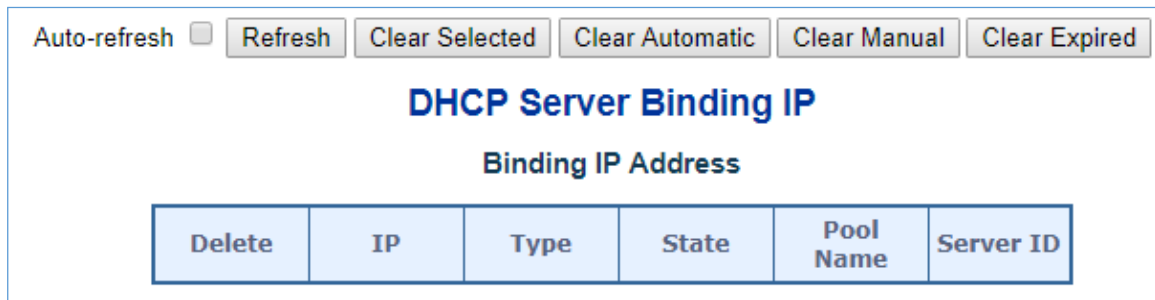 Auto-refresh Refresh Clear Selected Clear Automatic Clear Manual Clear Expired
DHCP Server Binding IP
Binding IP Address
Delete IP Type State Pool Name Server ID